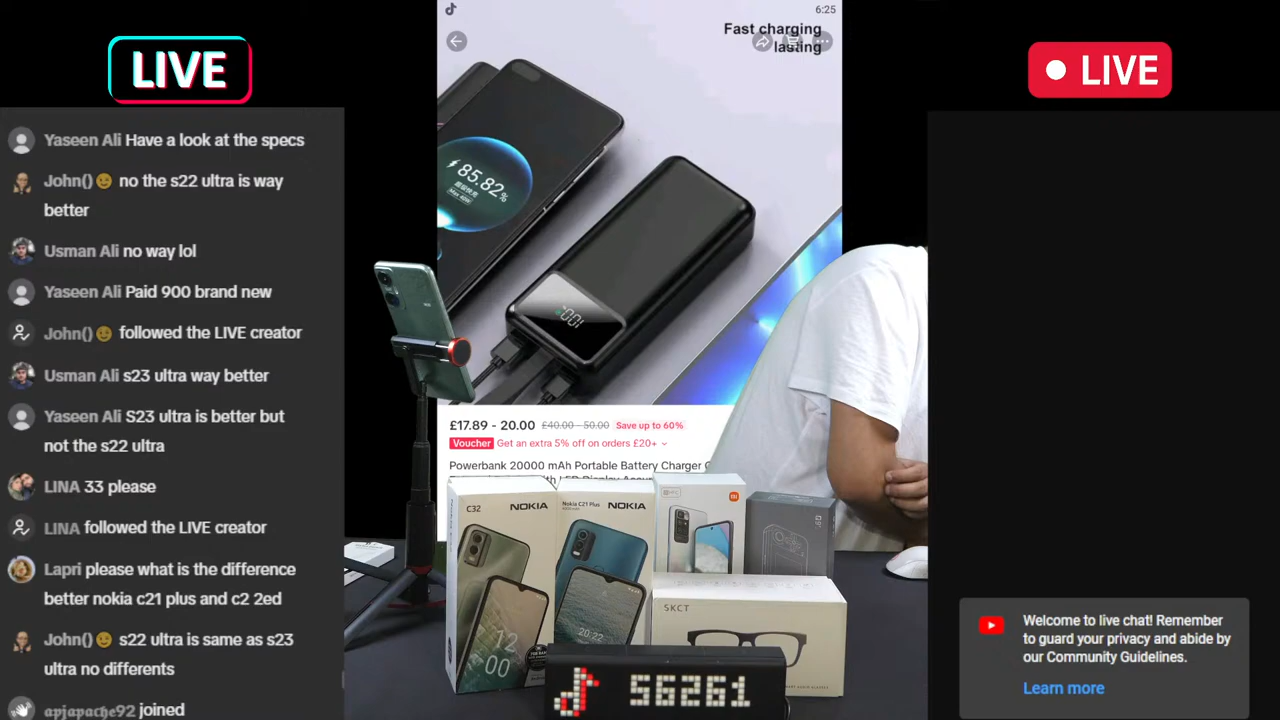 LIVE
Yaseen Ali Have a look at the specs
John() 😉 no the s22 ultra is way
better
Usman Ali no way lol
Yaseen Ali Paid 900 brand new
John() 😉 followed the LIVE creator
Usman Ali s23 ultra way better
Yaseen Ali S23 ultra is better but
not the s22 ultra
LINA 33 please
LINA followed the LIVE creator
Lapri please what is the difference
better nokia c21 plus and c2 2ed
John() 😉 s22 ultra is same as s23
ultra no differents
apjapache92 joined
6:25
Fast charging
lasting
85.82%
£17.89 - 20.00 £40.00 - 50.00 Save up to 60%
Voucher Get an extra 5% off on orders £20+
Powerbank 20000 mAh Portable Battery Charger
C32 NOKIA
Nokia C21 Plus NOKIA
12
00
20:22
SKCT
56261
LIVE
Welcome to live chat! Remember
to guard your privacy and abide by
our Community Guidelines.
Learn more